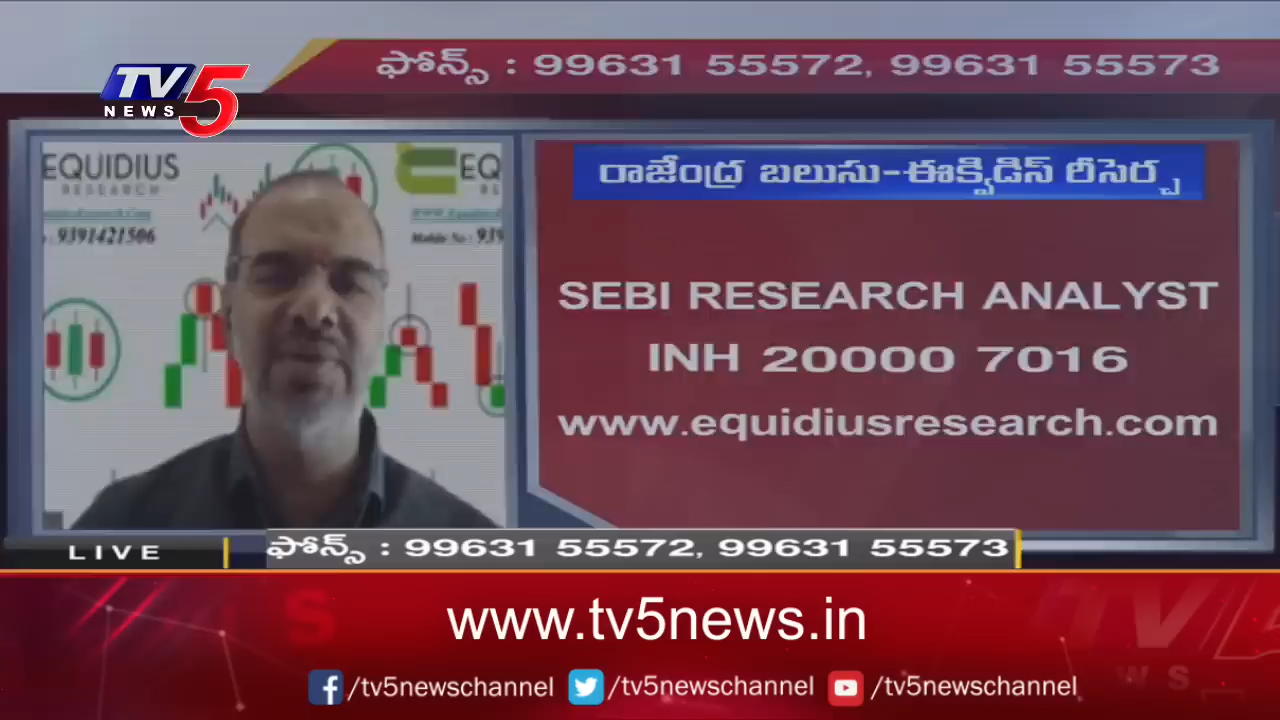 ఫోన్స్ : 99631 55572, 99631 55573
TV5
NEWS
EQUIDIUS
RESEARCH
9391421506
EQ
రాజేంద్ర బలుసు-ఈక్విడిస్ రీసెర్చ
SEBI RESEARCH ANALYST
INH 20000 7016
www.equidiusresearch.com
LIVE
ఫోన్స్ : 99631 55572, 99631 55573
www.tv5news.in
/tv5newschannel /tv5newschannel /tv5newschannel